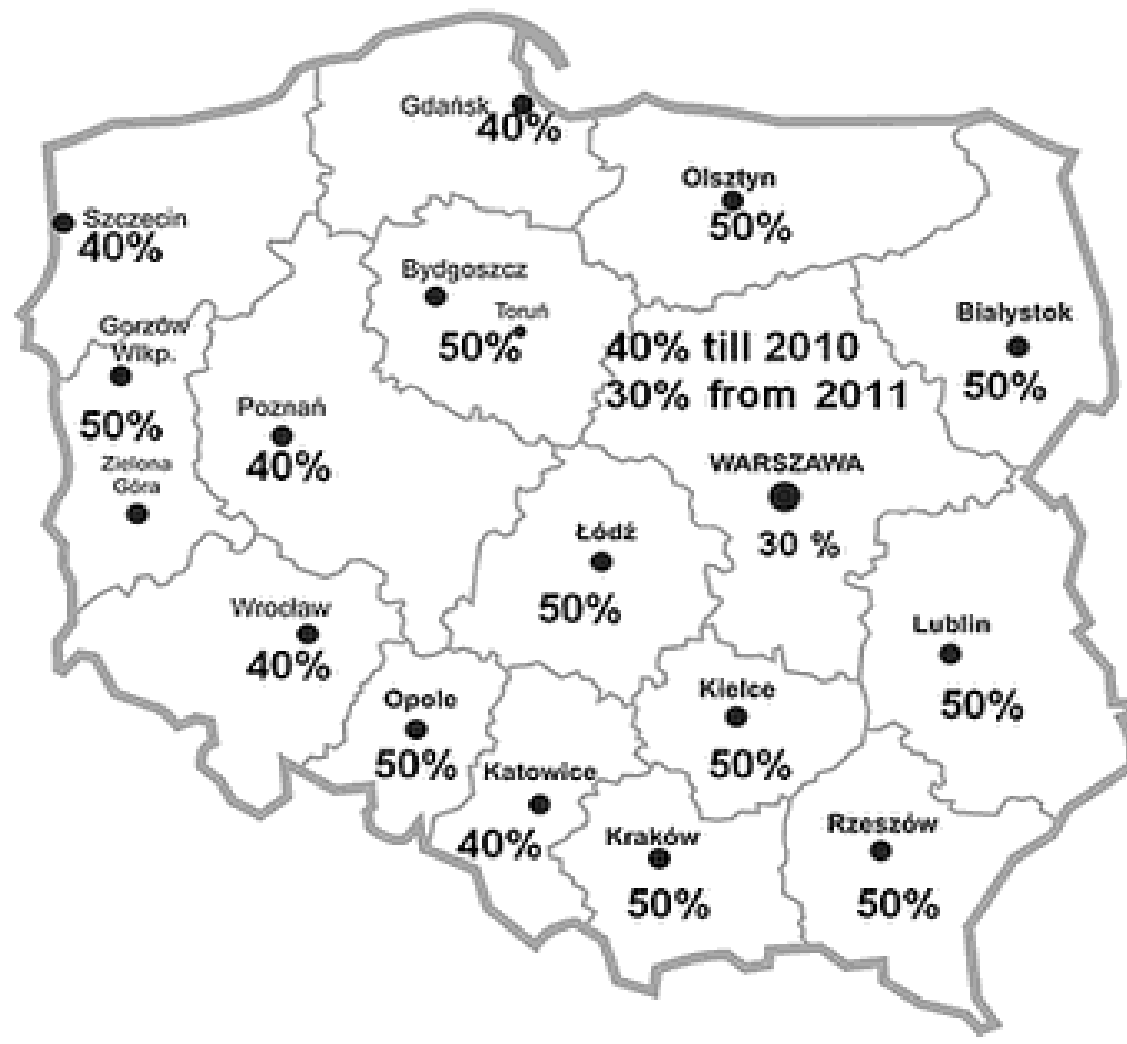 Gdańsk
40%
Olsztyn
50%
Szczecin
40%
Bydgoszcz
Toruń
50%
Gorzów
Wlkp.
50%
Zielona
Góra
40% till 2010
30% from 2011
Białystok
50%
Poznań
40%
WARSZAWA
30 %
Łódź
50%
Wrocław
40%
Lublin
50%
Opole
50%
Kielce
50%
Katowice
40%
Kraków
50%
Rzeszów
50%